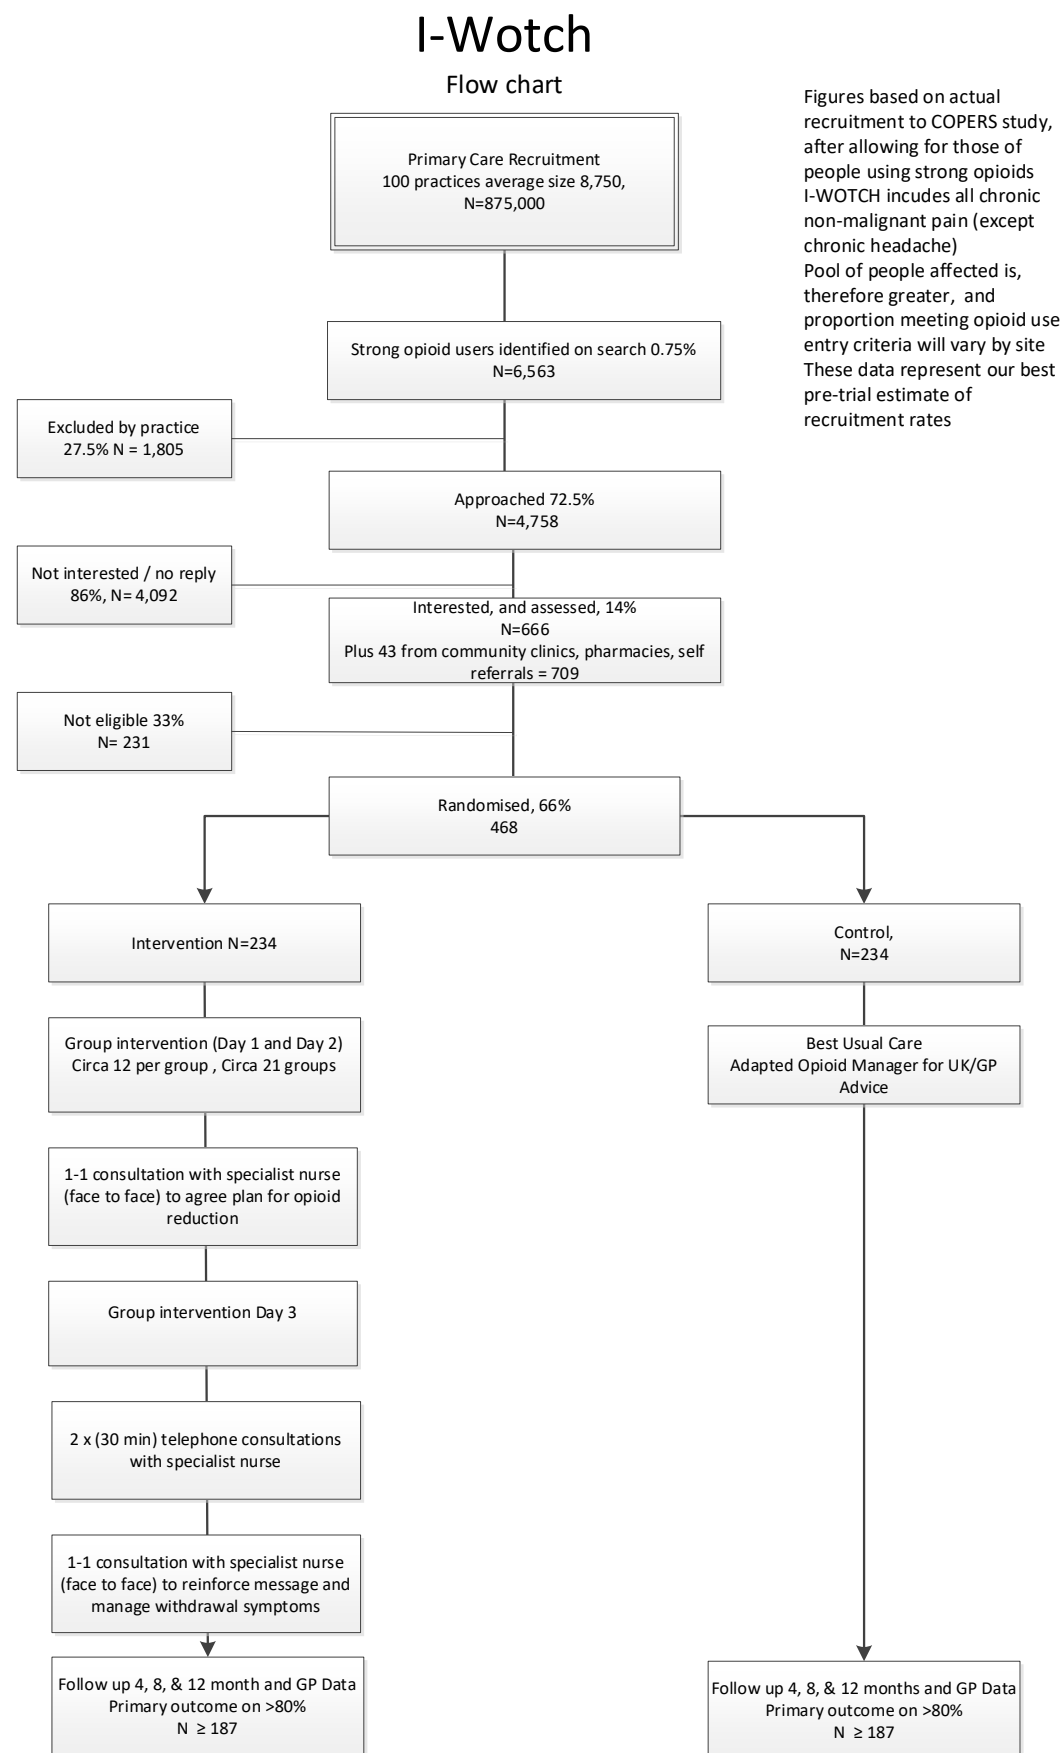 I-Wotch
Flow chart
Figures based on actual
recruitment to COPERS study,
after allowing for those of
people using strong opioids
I-WOTCH incudes all chronic
non-malignant pain (except
chronic headache)
Pool of people affected is,
therefore greater, and
proportion meeting opioid use
entry criteria will vary by site
These data represent our best
pre-trial estimate of
recruitment rates
Primary Care Recruitment
100 practices average size 8,750,
N=875,000
Strong opioid users identified on search 0.75%
N=6,563
Excluded by practice
27.5% N = 1,805
Approached 72.5%
N=4,758
Not interested / no reply
86%, N= 4,092
Interested, and assessed, 14%
N=666
Plus 43 from community clinics, pharmacies, self
referrals = 709
Not eligible 33%
N= 231
Randomised, 66%
468
Intervention N=234
Control,
N=234
Group intervention (Day 1 and Day 2)
Circa 12 per group , Circa 21 groups
Best Usual Care
Adapted Opioid Manager for UK/GP
Advice
1-1 consultation with specialist nurse
(face to face) to agree plan for opioid
reduction
Group intervention Day 3
2 x (30 min) telephone consultations
with specialist nurse
1-1 consultation with specialist nurse
(face to face) to reinforce message and
manage withdrawal symptoms
Follow up 4, 8, & 12 month and GP Data
Primary outcome on >80%
N ≥ 187
Follow up 4, 8, & 12 months and GP Data
Primary outcome on >80%
N ≥ 187